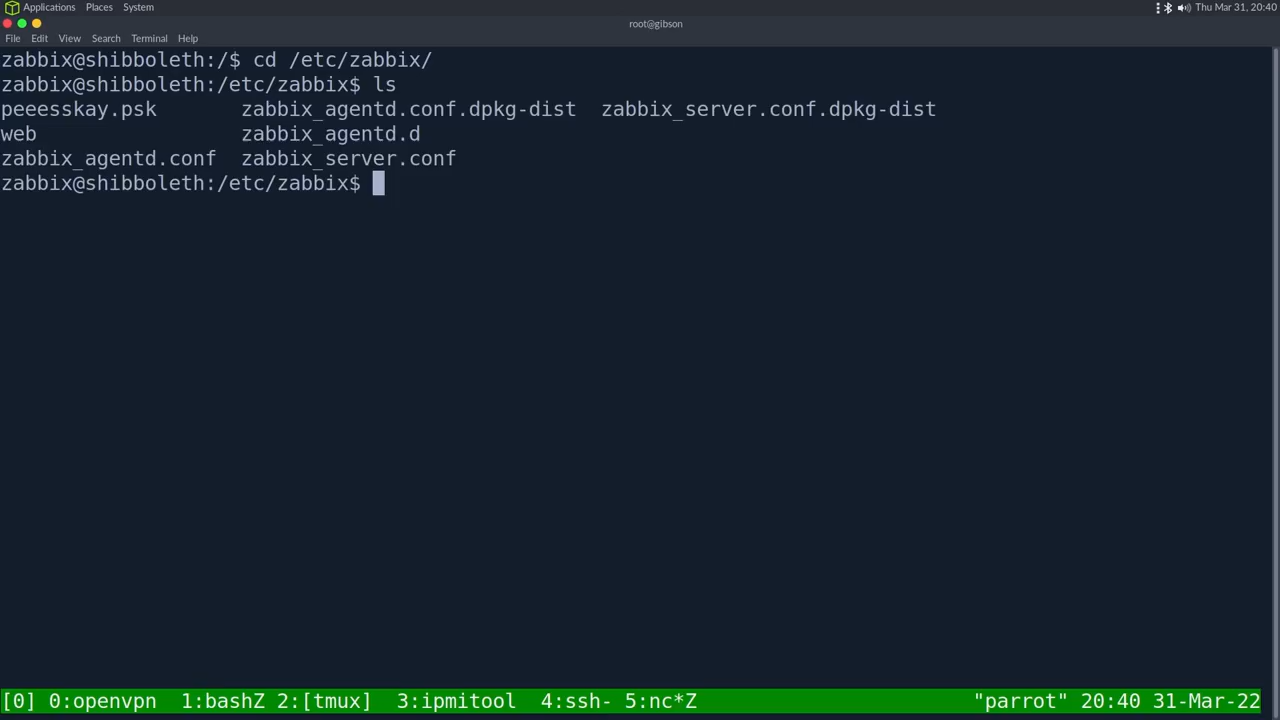 Applications Places System Thu Mar 31, 20:40
root@gibson
File Edit View Search Terminal Help
zabbix@shibboleth:/$ cd /etc/zabbix/
zabbix@shibboleth:/etc/zabbix$ ls
peeesskay.psk zabbix_agentd.conf.dpkg-dist zabbix_server.conf.dpkg-dist
web zabbix_agentd.d
zabbix_agentd.conf zabbix_server.conf
zabbix@shibboleth:/etc/zabbix$
[0] 0:openvpn 1:bashZ 2:[tmux] 3:ipmitool 4:ssh- 5:nc*Z "parrot" 20:40 31-Mar-22